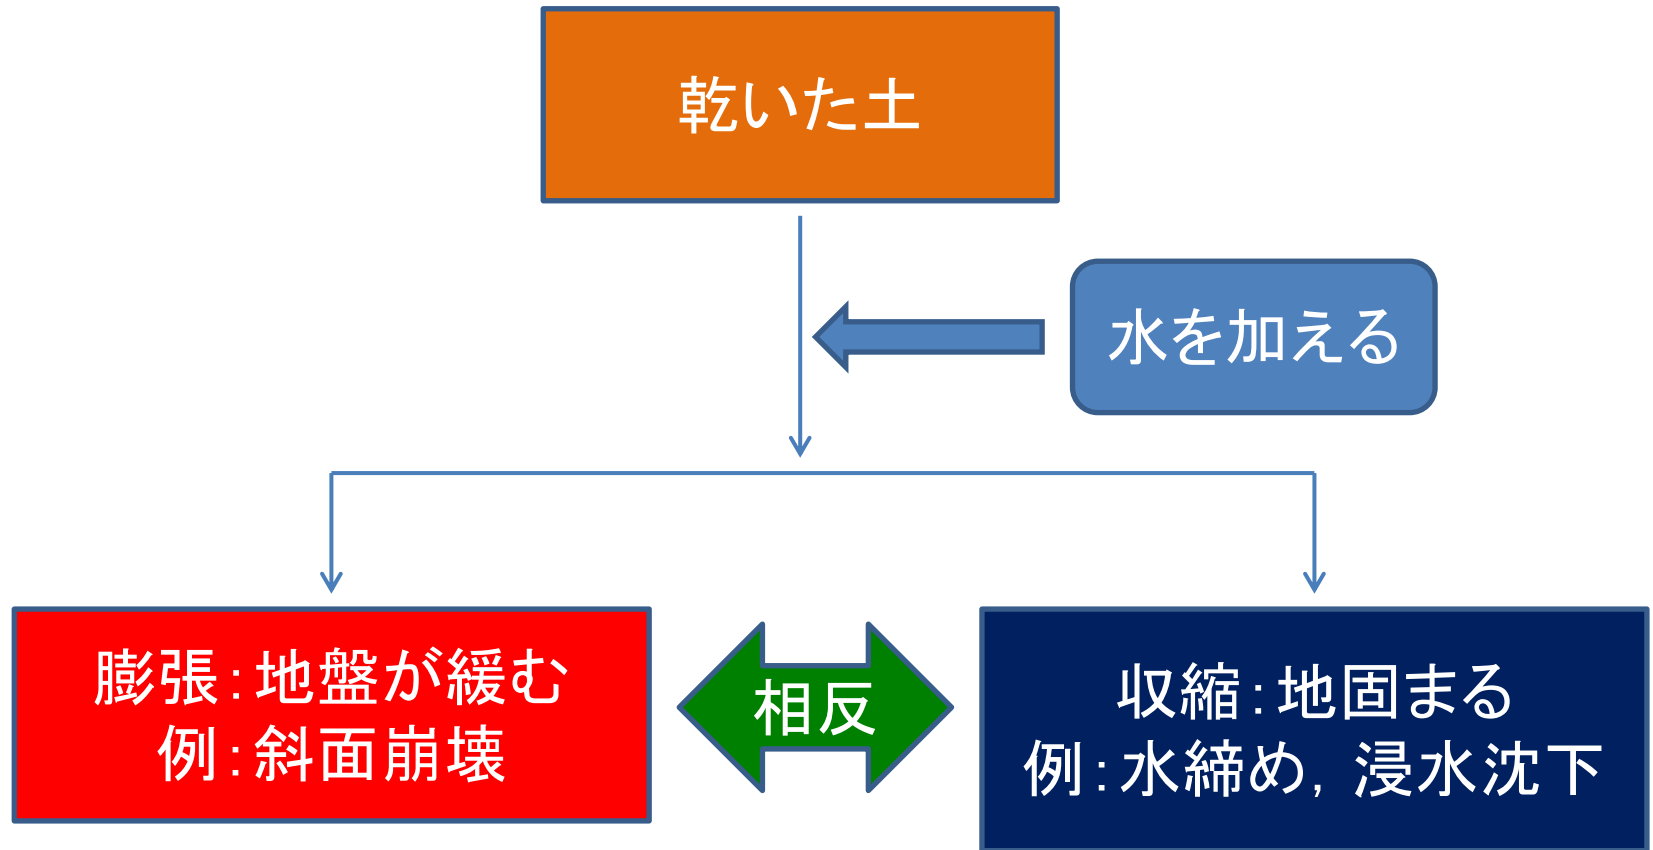 乾いた土
水を加える
膨張：地盤が緩む
例：斜面崩壊
相反
収縮：地固まる
例：水締め，浸水沈下